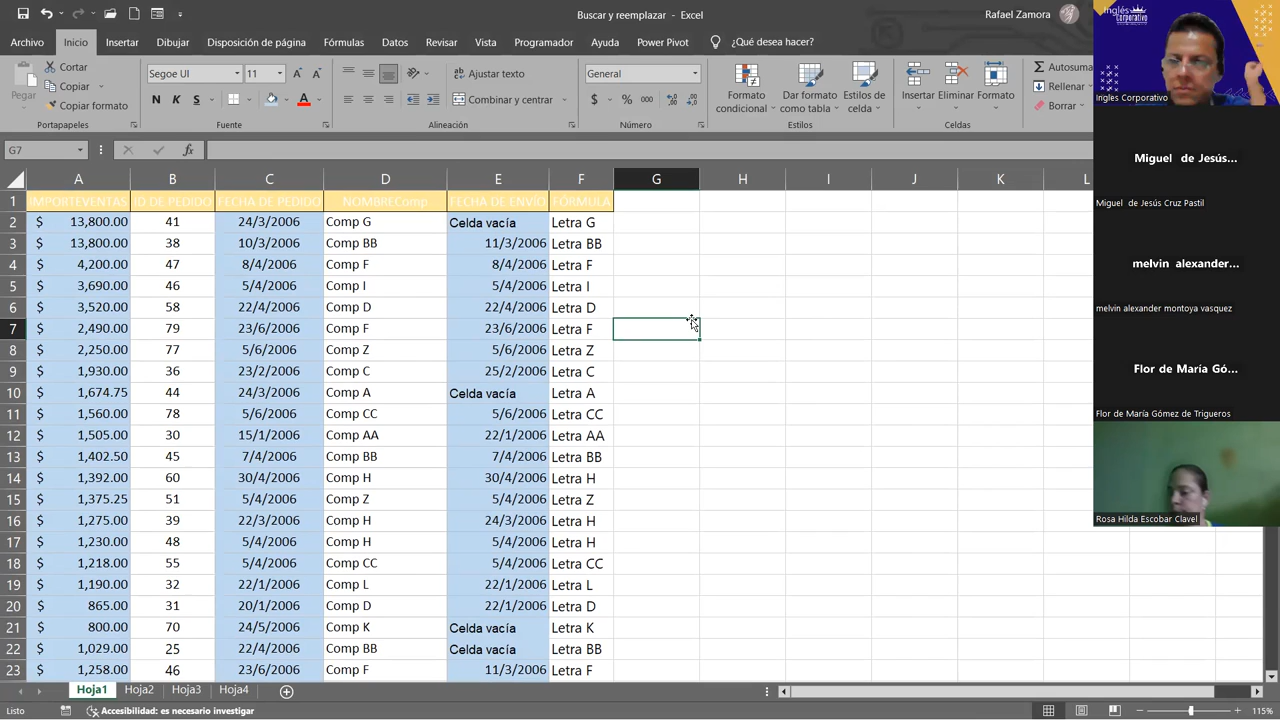 Buscar y reemplazar - Excel
Rafael Zamora
Archivo Inicio Insertar Dibujar Disposición de página Fórmulas Datos Revisar Vista Programador Ayuda Power Pivot ¿Qué desea hacer?
Pegar
Cortar
Copiar
Copiar formato
Portapapeles
Segoe UI 11
N K S
Fuente
Ajustar texto
Combinar y centrar
Alineación
General
$ % 000
Número
Formato condicional
Dar formato como tabla
Estilos de celda
Estilos
Insertar Eliminar Formato
Celdas
Autosuma
Rellenar
Borrar
G7
fx
A B C D E F G H I J K L
1 IMPORTEVENTAS ID DE PEDIDO FECHA DE PEDIDO NOMBREComp FECHA DE ENVÍO FÓRMULA
2 $ 13,800.00 41 24/3/2006 Comp G Celda vacía Letra G
3 $ 13,800.00 38 10/3/2006 Comp BB 11/3/2006 Letra BB
4 $ 4,200.00 47 8/4/2006 Comp F 8/4/2006 Letra F
5 $ 3,690.00 46 5/4/2006 Comp I 5/4/2006 Letra I
6 $ 3,520.00 58 22/4/2006 Comp D 22/4/2006 Letra D
7 $ 2,490.00 79 23/6/2006 Comp F 23/6/2006 Letra F
8 $ 2,250.00 77 5/6/2006 Comp Z 5/6/2006 Letra Z
9 $ 1,930.00 36 23/2/2006 Comp C 25/2/2006 Letra C
10 $ 1,674.75 44 24/3/2006 Comp A Celda vacía Letra A
11 $ 1,560.00 78 5/6/2006 Comp CC 5/6/2006 Letra CC
12 $ 1,505.00 30 15/1/2006 Comp AA 22/1/2006 Letra AA
13 $ 1,402.50 45 7/4/2006 Comp BB 7/4/2006 Letra BB
14 $ 1,392.00 60 30/4/2006 Comp H 30/4/2006 Letra H
15 $ 1,375.25 51 5/4/2006 Comp Z 5/4/2006 Letra Z
16 $ 1,275.00 39 22/3/2006 Comp H 24/3/2006 Letra H
17 $ 1,230.00 48 5/4/2006 Comp H 5/4/2006 Letra H
18 $ 1,218.00 55 5/4/2006 Comp CC 5/4/2006 Letra CC
19 $ 1,190.00 32 22/1/2006 Comp L 22/1/2006 Letra L
20 $ 865.00 31 20/1/2006 Comp D 22/1/2006 Letra D
21 $ 800.00 70 24/5/2006 Comp K Celda vacía Letra K
22 $ 1,029.00 25 22/4/2006 Comp BB Celda vacía Letra BB
23 $ 1,258.00 46 23/6/2006 Comp F 11/3/2006 Letra F
Hoja1 Hoja2 Hoja3 Hoja4
Listo
Accesibilidad: es necesario investigar
115%
Inglés Corporativo
Ingles Corporativo
Miguel de Jesús...
Miguel de Jesús Cruz Pastil
melvin alexander...
melvin alexander montoya vasquez
Flor de María Gó...
Flor de María Gómez de Trigueros
Rosa Hilda Escobar Clavel